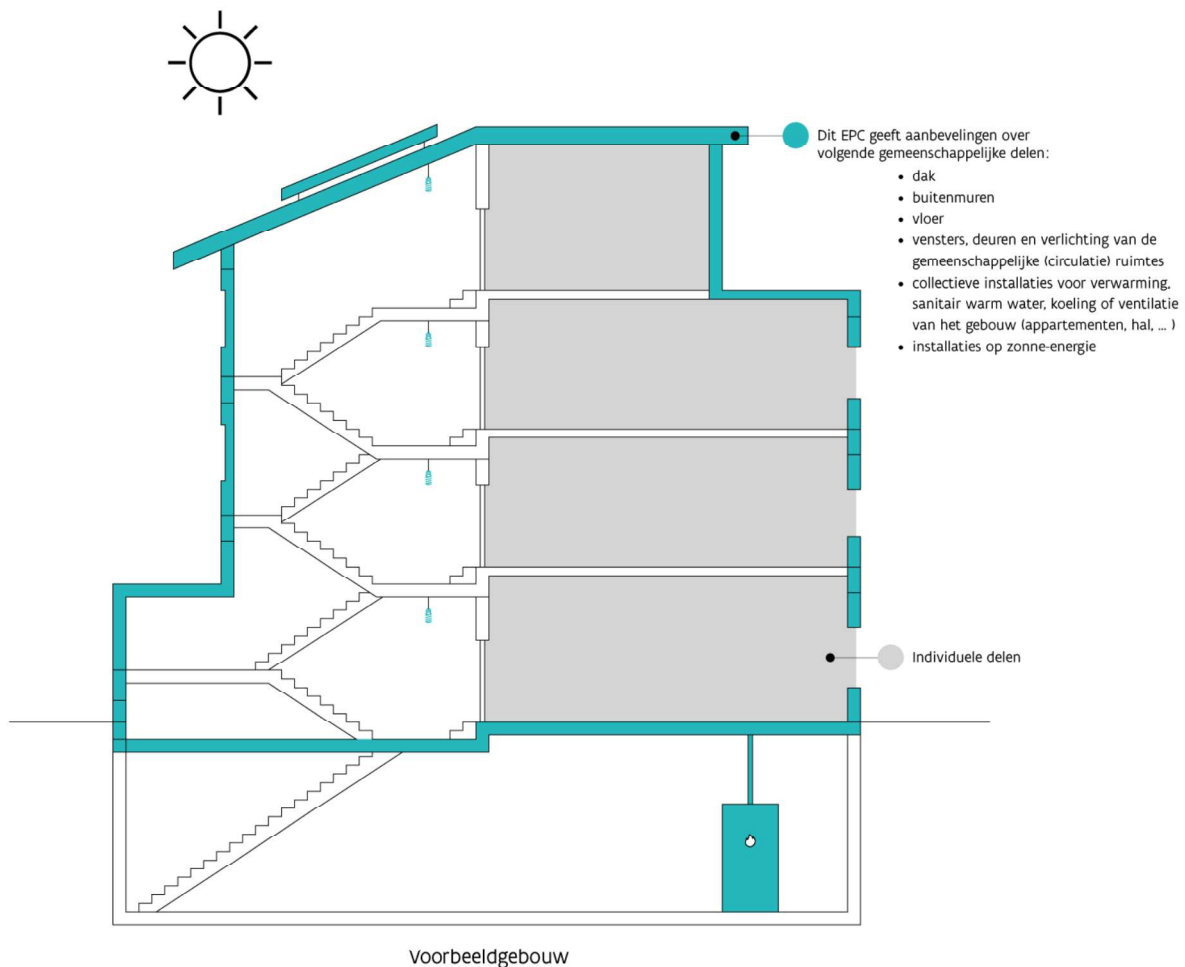 Dit EPC geeft aanbevelingen over
volgende gemeenschappelijke delen:
• dak
• buitenmuren
• vloer
• vensters, deuren en verlichting van de
gemeenschappelijke (circulatie) ruimtes
• collectieve installaties voor verwarming,
sanitair warm water, koeling of ventilatie
van het gebouw (appartementen, hal, ... )
• installaties op zonne-energie
Individuele delen
Voorbeeldgebouw